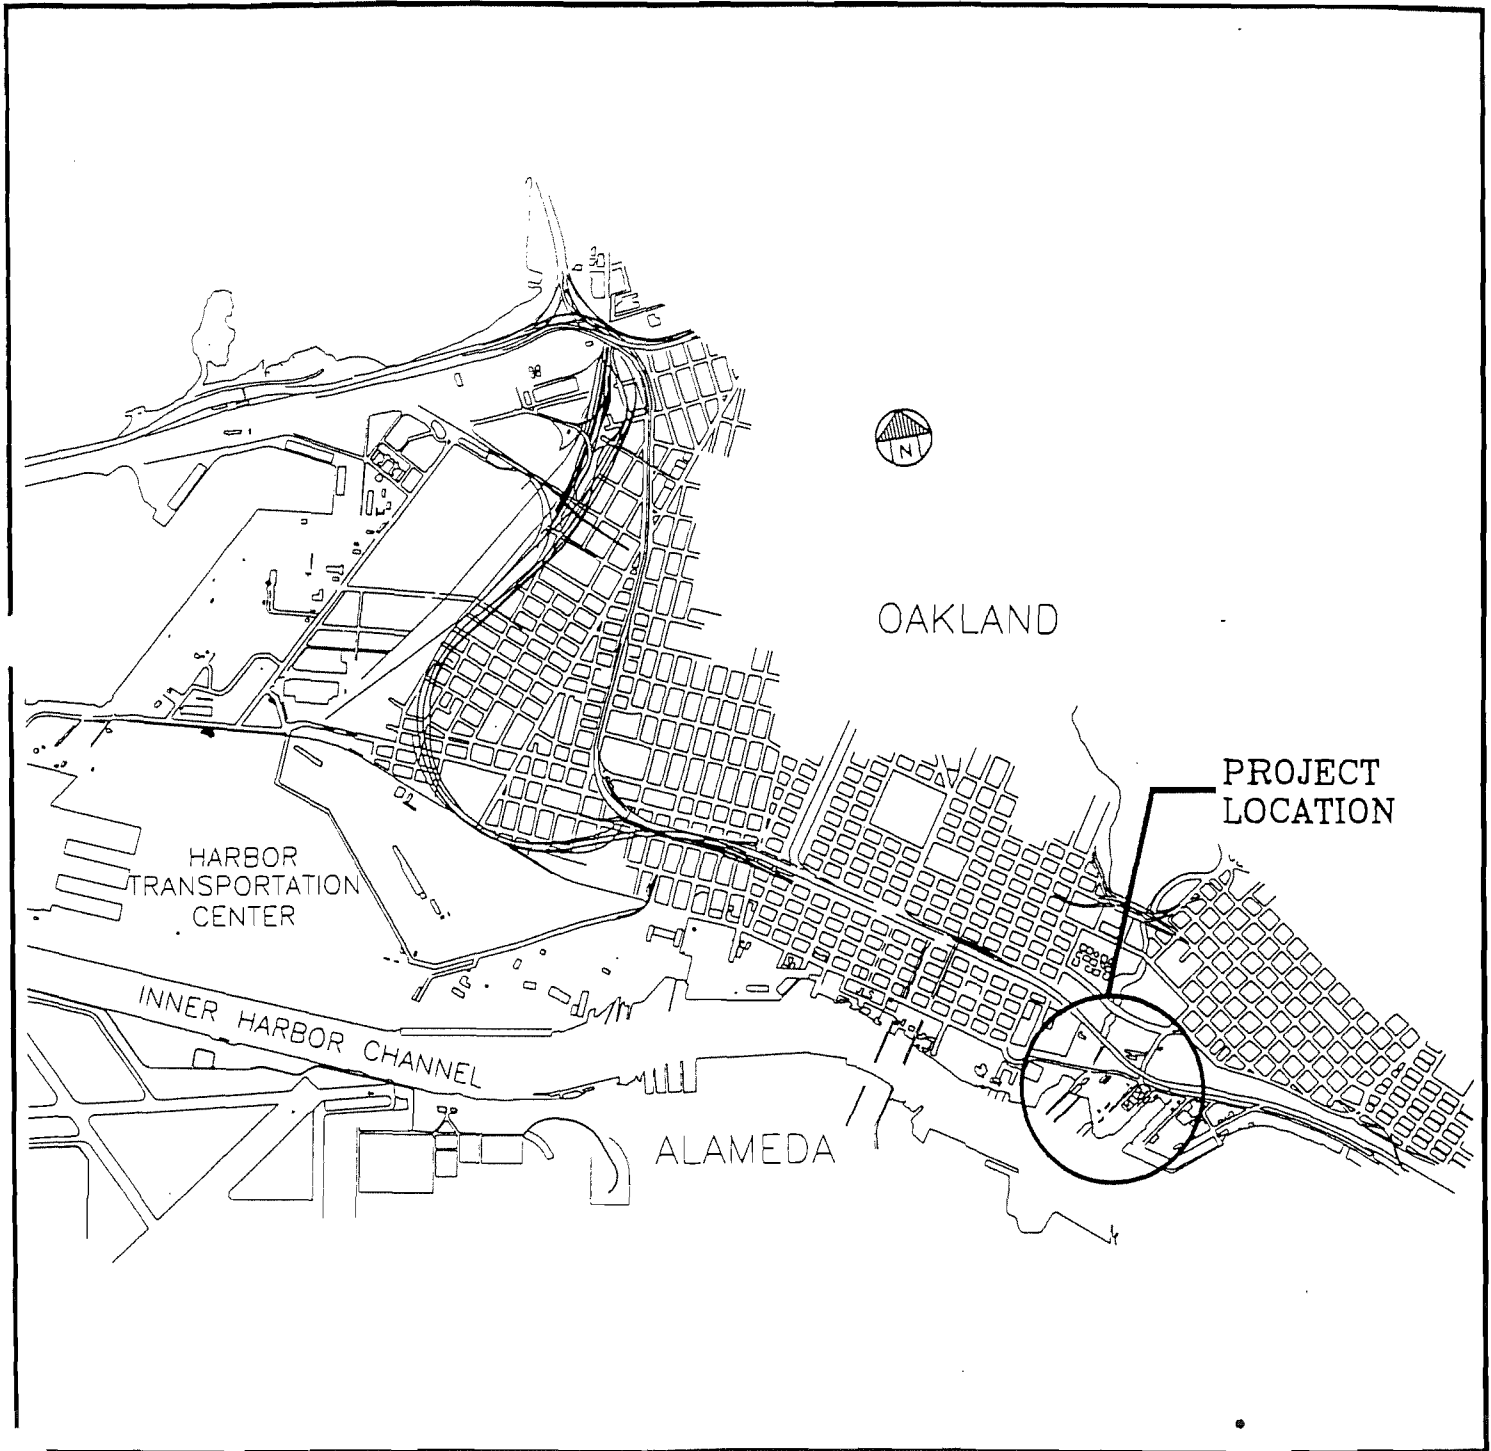 N
OAKLAND
PROJECT
LOCATION
HARBOR
TRANSPORTATION
CENTER
INNER HARBOR CHANNEL
ALAMEDA